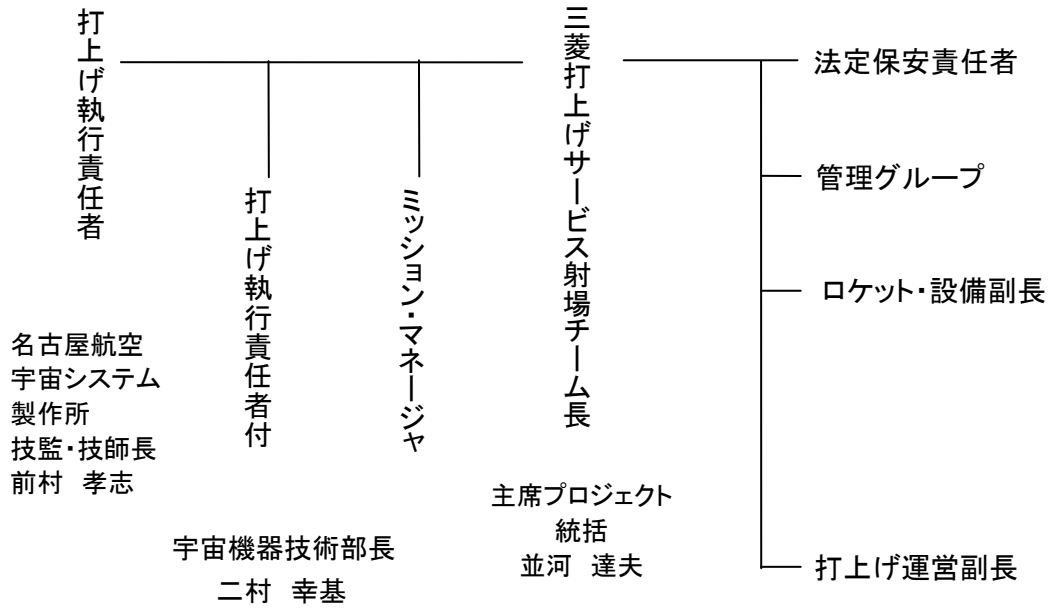 打上げ執行責任者
名古屋航空
宇宙システム
製作所
技監・技師長
前村 孝志
打上げ執行責任者付
ミッション・マネージャ
宇宙機器技術部長
二村 幸基
三菱打上げサービス射場チーム長
主席プロジェクト
統括
並河 達夫
法定保安責任者
管理グループ
ロケット・設備副長
打上げ運営副長